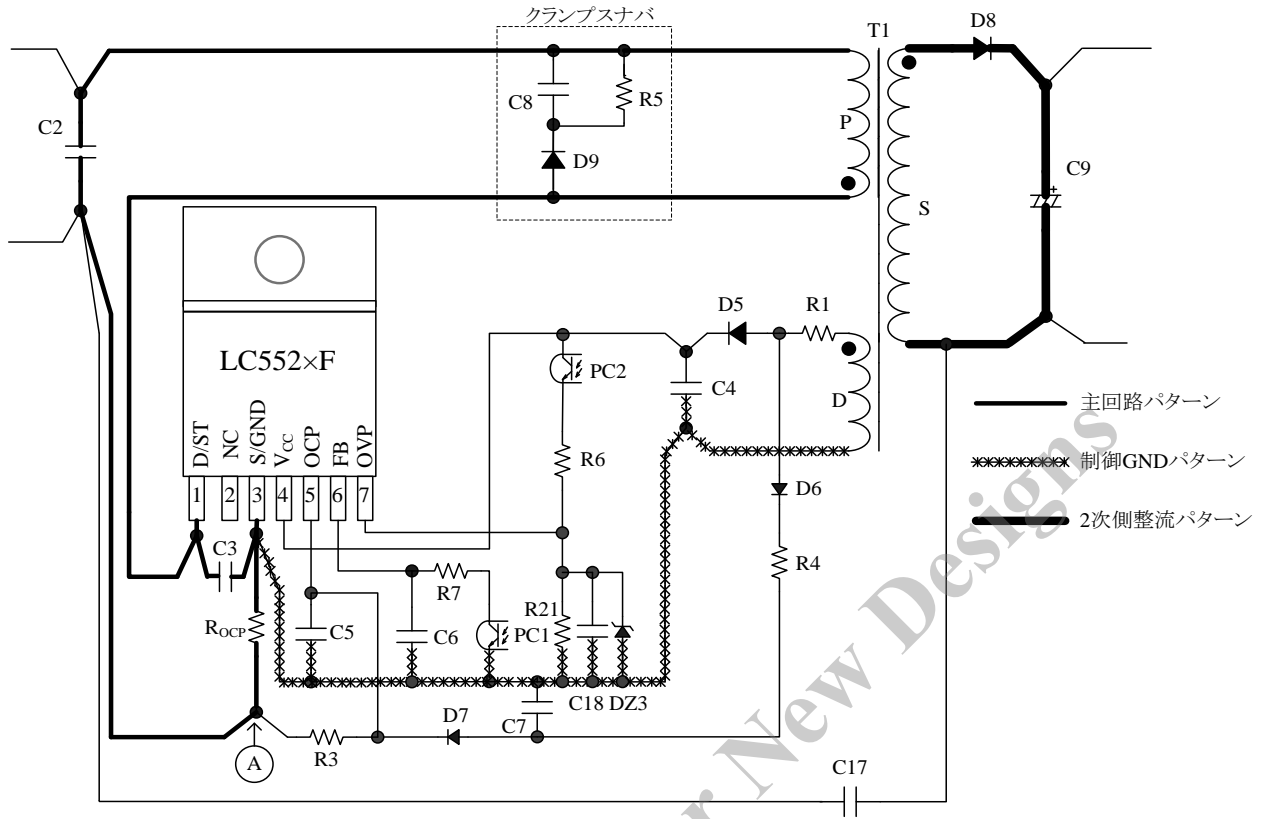 クランプスナバ
T1
D8
C2
C8
R5
P
D9
S
C9
+
LC552×F
D/ST
NC
S/GND
VCC
OCP
FB
OVP
1
2
3
4
5
6
7
PC2
C4
D5
R1
D
R6
D6
R4
主回路パターン
制御GNDパターン
2次側整流パターン
C3
ROCP
C5
C6
R7
PC1
R21
C18
DZ3
C7
D7
R3
A
C17
r New Designs